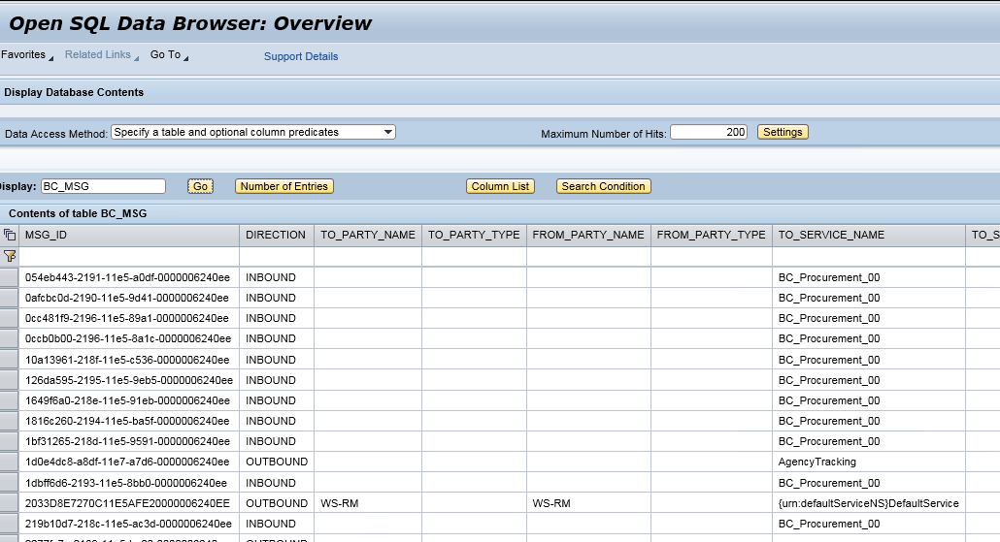 Open SQL Data Browser: Overview
Favorites Related Links Go To Support Details
Display Database Contents
Data Access Method: Specify a table and optional column predicates Maximum Number of Hits: 200 Settings
Display: BC_MSG Go Number of Entries Column List Search Condition
Contents of table BC_MSG
MSG_ID DIRECTION TO_PARTY_NAME TO_PARTY_TYPE FROM_PARTY_NAME FROM_PARTY_TYPE TO_SERVICE_NAME TO_S
054eb443-2191-11e5-a0df-0000006240ee INBOUND BC_Procurement_00
0afcbc0d-2190-11e5-9d41-0000006240ee INBOUND BC_Procurement_00
0cc481f9-2196-11e5-89a1-0000006240ee INBOUND BC_Procurement_00
0ccb0b00-2196-11e5-8a1c-0000006240ee INBOUND BC_Procurement_00
10a13961-218f-11e5-c536-0000006240ee INBOUND BC_Procurement_00
126da595-2195-11e5-9eb5-0000006240ee INBOUND BC_Procurement_00
1649f6a0-218e-11e5-91eb-0000006240ee INBOUND BC_Procurement_00
1816c260-2194-11e5-ba5f-0000006240ee INBOUND BC_Procurement_00
1bf31265-218d-11e5-9591-0000006240ee INBOUND BC_Procurement_00
1d0e4dc8-a8df-11e7-a7d6-0000006240ee OUTBOUND AgencyTracking
1dbff6d6-2193-11e5-8bb0-0000006240ee INBOUND BC_Procurement_00
2033D8E7270C11E5AFE20000006240EE OUTBOUND WS-RM WS-RM {urn:defaultServiceNS}DefaultService
219b10d7-218c-11e5-ac3d-0000006240ee INBOUND BC_Procurement_00